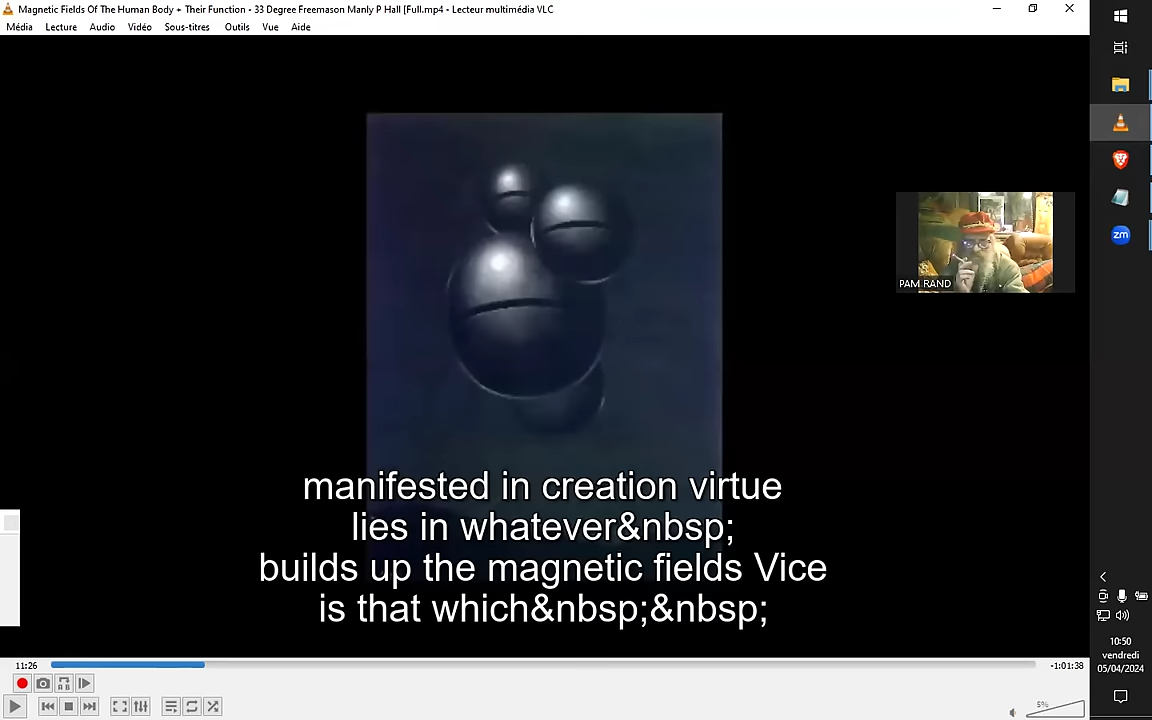 Magnetic Fields Of The Human Body + Their Function - 33 Degree Freemason Manly P Hall [Full.mp4 - Lecteur multimédia VLC
Média Lecture Audio Vidéo Sous-titres Outils Vue Aide
PAM RAND
zm
manifested in creation virtue
lies in whatever&nbsp;
builds up the magnetic fields Vice
is that which&nbsp;&nbsp;
11:26
-1:01:38
5%
10:50
vendredi
05/04/2024